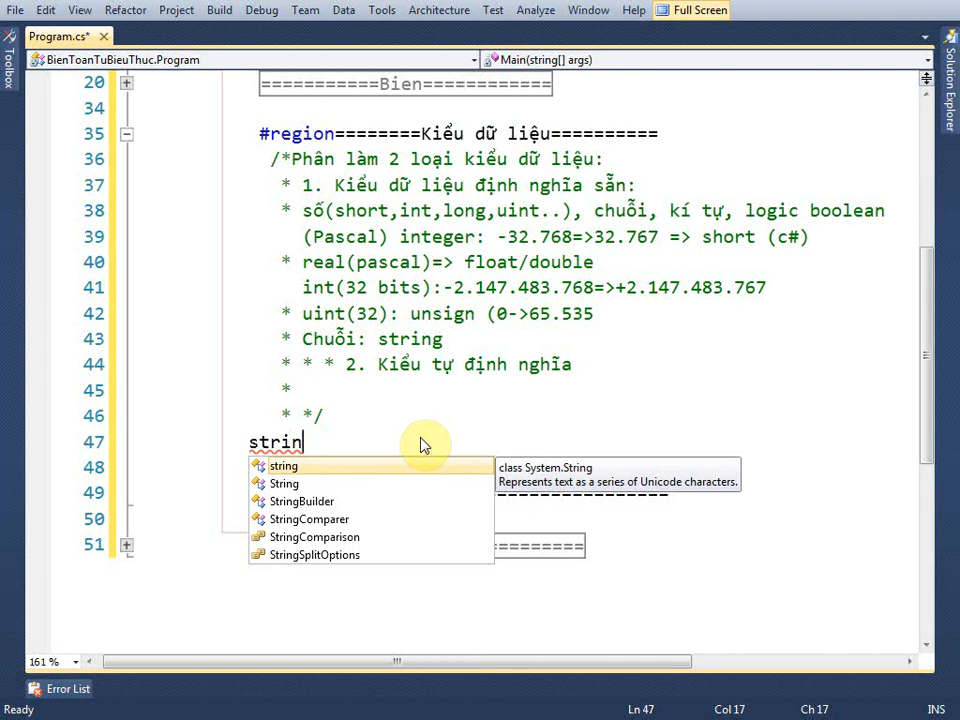 File Edit View Refactor Project Build Debug Team Data Tools Architecture Test Analyze Window Help Full Screen
Program.cs*
Toolbox
BienToanTuBieuThuc.Program
Main(string[] args)
Solution Explorer
20 ===========Bien============
34
35 #region========Kiểu dữ liệu==========
36 /*Phân làm 2 loại kiểu dữ liệu:
37 * 1. Kiểu dữ liệu định nghĩa sẵn:
38 * số(short,int,long,uint..), chuỗi, kí tự, logic boolean
39 (Pascal) integer: -32.768=>32.767 => short (c#)
40 * real(pascal)=> float/double
41 int(32 bits):-2.147.483.768=>+2.147.483.767
42 * uint(32): unsign (0->65.535
43 * Chuỗi: string
44 * * * 2. Kiểu tự định nghĩa
45 *
46 * */
47 strin
48 string
class System.String
String
Represents text as a series of Unicode characters.
49 StringBuilder
50 StringComparer
StringComparison
51 StringSplitOptions
161 %
Error List
Ready Ln 47 Col 17 Ch 17 INS